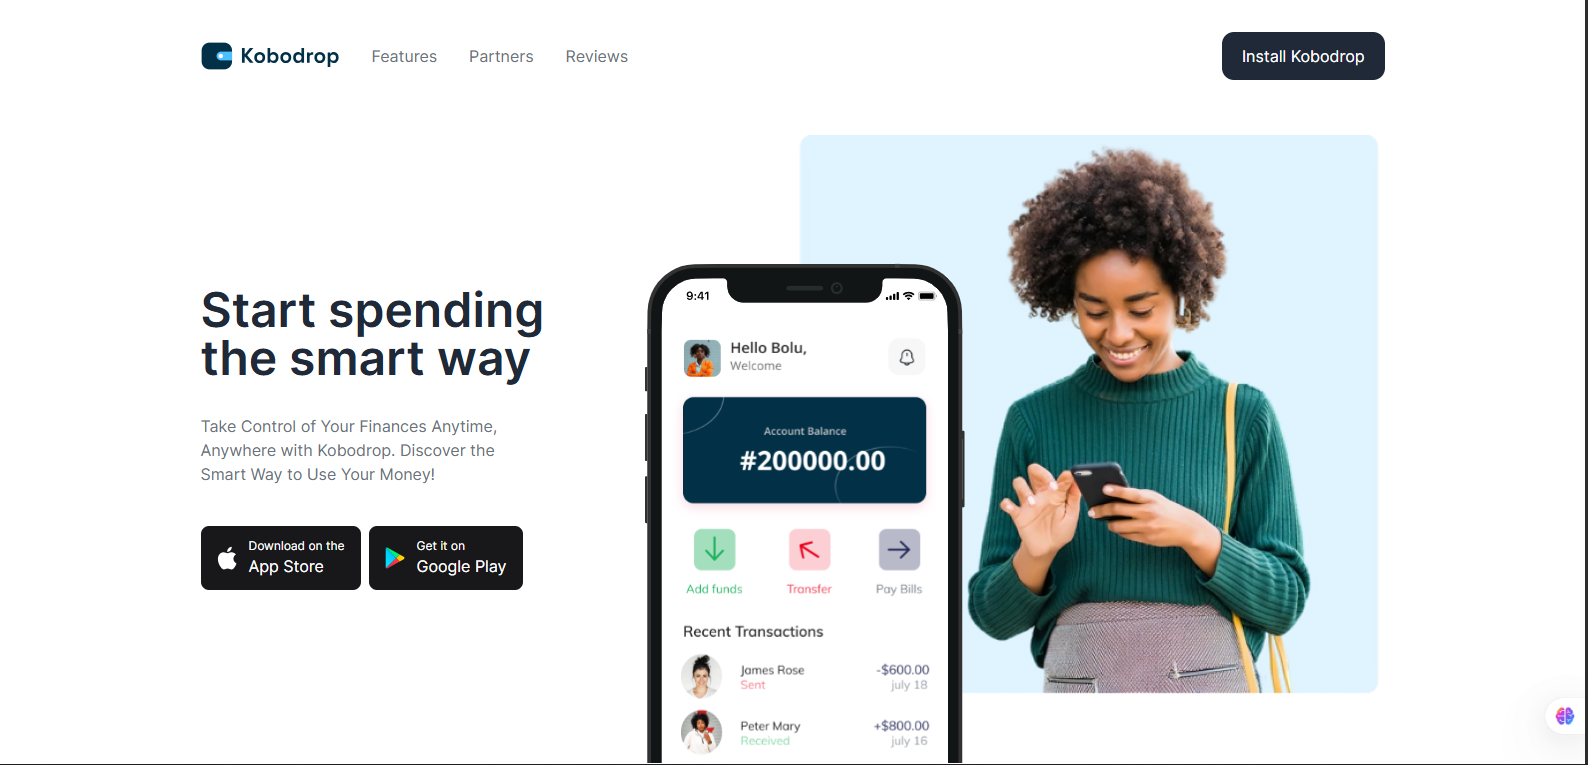 Kobodrop
Features
Partners
Reviews
Install Kobodrop
Start spending
the smart way
Take Control of Your Finances Anytime,
Anywhere with Kobodrop. Discover the
Smart Way to Use Your Money!
Download on the
App Store
Get it on
Google Play
9:41
Hello Bolu,
Welcome
Account Balance
#200000.00
Add funds
Transfer
Pay Bills
Recent Transactions
James Rose
-$600.00
Sent
july 18
Peter Mary
+$800.00
Received
july 16